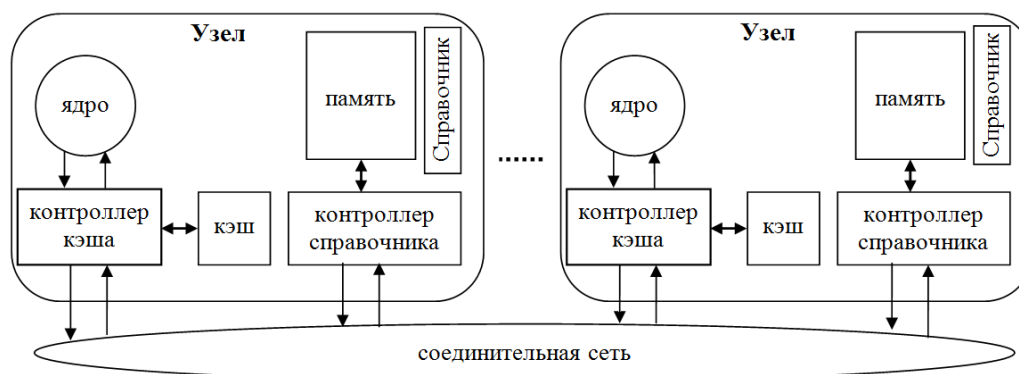 Узел
ядро
память
Справочник
контроллер
кэша
кэш
контроллер
справочника
......
Узел
ядро
память
Справочник
контроллер
кэша
кэш
контроллер
справочника
соединительная сеть